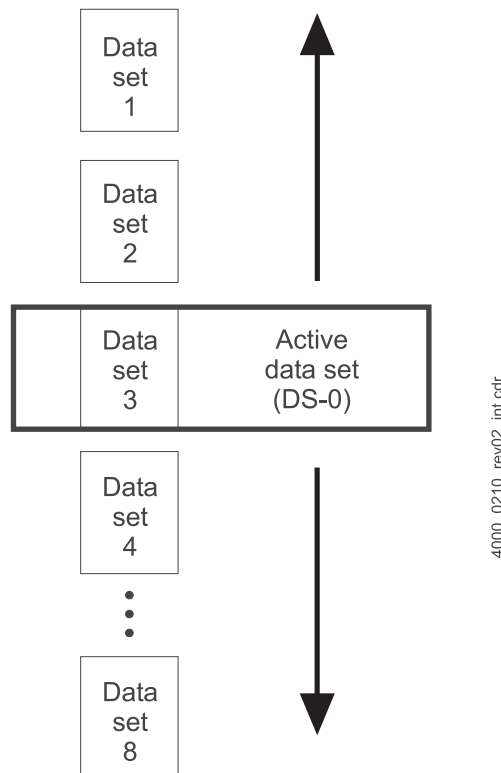 Data
set
1
Data
set
2
Data
set
3
Active
data set
(DS-0)
Data
set
4
Data
set
8
4000_0210_rev02_int.cdr